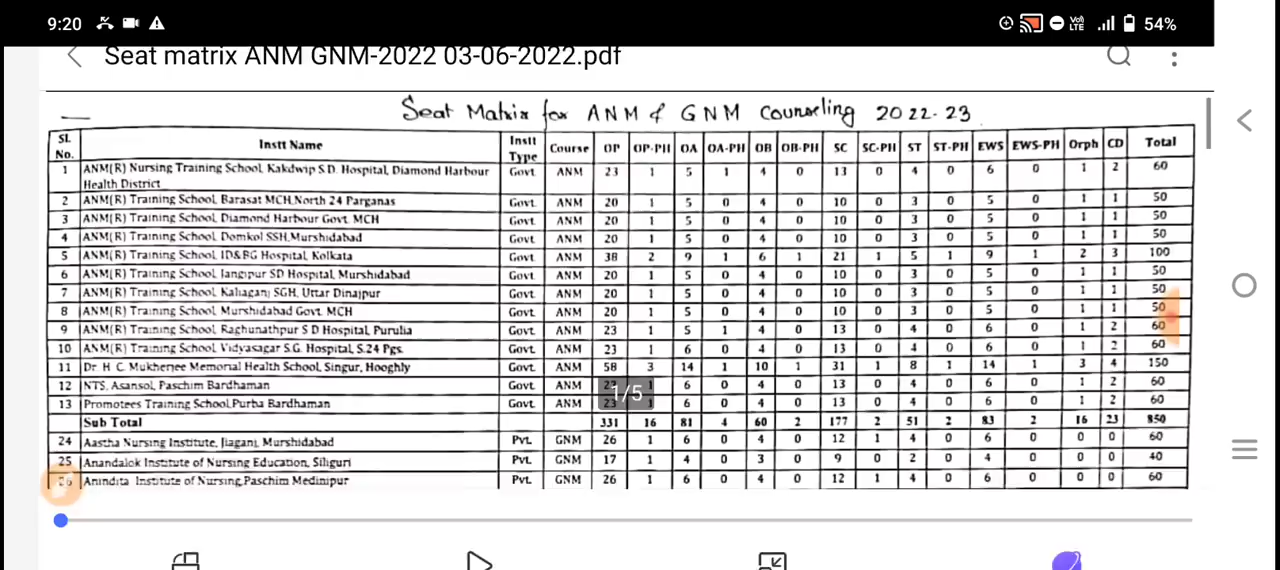 9:20 54%
Seat matrix ANM GNM-2022 03-06-2022.pdf
Seat Matrix for ANM & GNM Counseling 2022-23
Sl. No. Instt Name Instt Type Course OP OP-PH OA OA-PH OB OB-PH SC SC-PH ST ST-PH EWS EWS-PH Orph CD Total
1 ANM(R) Nursing Training School, Kakdwip S.D. Hospital, Diamond Harbour Health District Govt. ANM 23 1 5 1 4 0 13 0 4 0 6 0 1 2 60
2 ANM(R) Training School, Barasat MCH, North 24 Parganas Govt. ANM 20 1 5 0 4 0 10 0 3 0 5 0 1 1 50
3 ANM(R) Training School, Diamond Harbour Govt. MCH Govt. ANM 20 1 5 0 4 0 10 0 3 0 5 0 1 1 50
4 ANM(R) Training School, Domkol SSH, Murshidabad Govt. ANM 20 1 5 0 4 0 10 0 3 0 5 0 1 1 50
5 ANM(R) Training School, ID&BG Hospital, Kolkata Govt. ANM 38 2 9 1 6 1 21 1 5 1 9 1 2 3 100
6 ANM(R) Training School, Jangipur SD Hospital, Murshidabad Govt. ANM 20 1 5 0 4 0 10 0 3 0 5 0 1 1 50
7 ANM(R) Training School, Kaliaganj SGH, Uttar Dinajpur Govt. ANM 20 1 5 0 4 0 10 0 3 0 5 0 1 1 50
8 ANM(R) Training School, Murshidabad Govt. MCH Govt. ANM 20 1 5 0 4 0 10 0 3 0 5 0 1 1 50
9 ANM(R) Training School, Raghunathpur S D Hospital, Purulia Govt. ANM 23 1 5 1 4 0 13 0 4 0 6 0 1 2 60
10 ANM(R) Training School, Vidyasagar S.G. Hospital, S.24 Pgs. Govt. ANM 23 1 6 0 4 0 13 0 4 0 6 0 1 2 60
11 Dr H C Mukherjee Memorial Health School, Singur, Hooghly Govt. ANM 58 3 14 1 10 1 31 1 8 1 14 1 3 4 150
12 NTS, Asansol, Paschim Bardhaman Govt. ANM 1 6 0 4 0 13 0 4 0 6 0 1 2 60
1/5
13 Promotees Training School, Purba Bardhaman Govt. ANM 23 1 6 0 4 0 13 0 4 0 6 0 1 2 60
Sub Total 331 16 81 4 60 2 177 2 51 2 83 2 16 23 850
24 Aastha Nursing Institute, Jiaganj, Murshidabad Pvt. GNM 26 1 6 0 4 0 12 1 4 0 6 0 0 0 60
25 Anandalok Institute of Nursing Education, Siliguri Pvt. GNM 17 1 4 0 3 0 9 0 2 0 4 0 0 0 40
26 Anindita Institute of Nursing, Paschim Medinipur Pvt. GNM 26 1 6 0 4 0 12 1 4 0 6 0 0 0 60